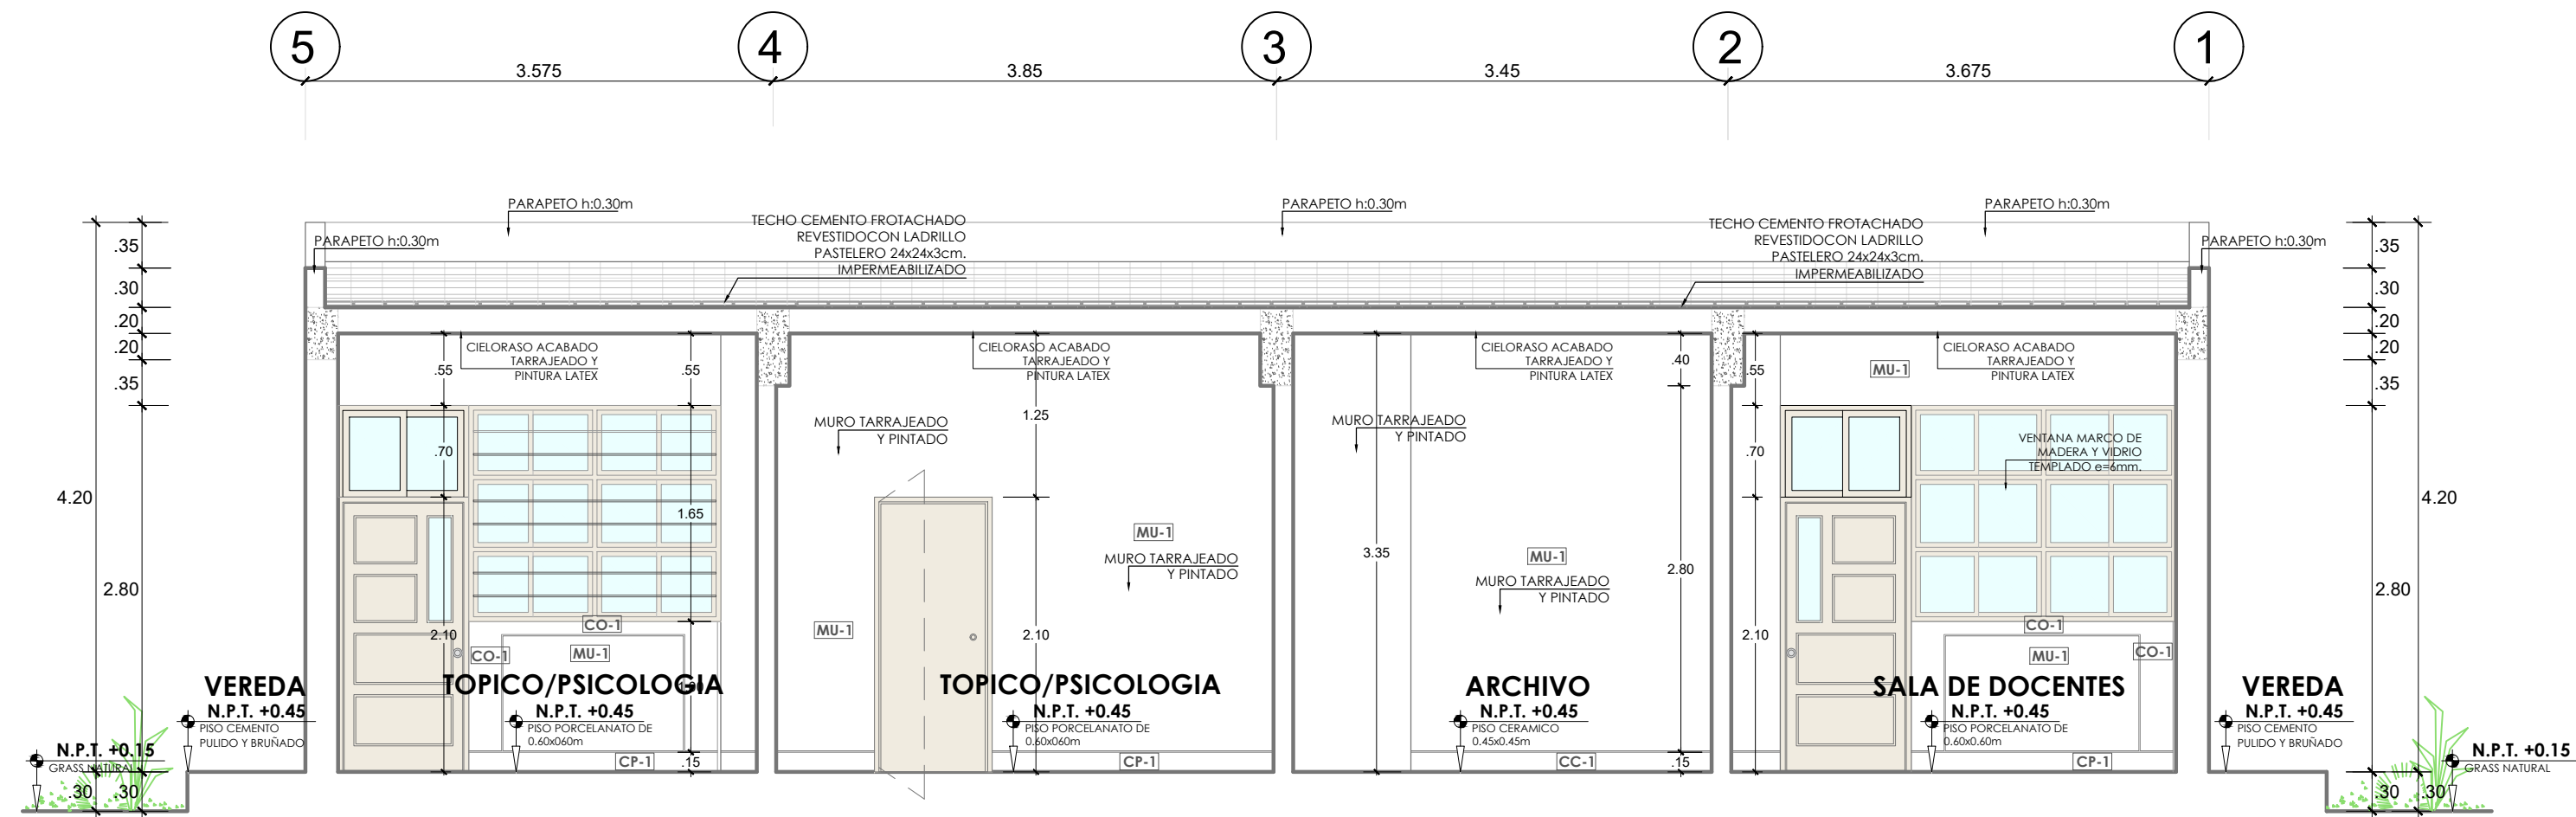 5
4
3
2
1
3.575
3.85
3.45
3.675
PARAPETO h:0.30m
PARAPETO h:0.30m
PARAPETO h:0.30m
PARAPETO h:0.30m
PARAPETO h:0.30m
TECHO CEMENTO FROTACHADO
REVESTIDOCON LADRILLO
PASTELERO 24x24x3cm.
IMPERMEABILIZADO
TECHO CEMENTO FROTACHADO
REVESTIDOCON LADRILLO
PASTELERO 24x24x3cm.
IMPERMEABILIZADO
.35
.30
.20
.20
.35
4.20
2.80
.30
.30
CIELORASO ACABADO
TARRAJEADO Y
PINTURA LATEX
CIELORASO ACABADO
TARRAJEADO Y
PINTURA LATEX
CIELORASO ACABADO
TARRAJEADO Y
PINTURA LATEX
CIELORASO ACABADO
TARRAJEADO Y
PINTURA LATEX
.55
.70
2.10
.55
1.65
.15
MURO TARRAJEADO
Y PINTADO
1.25
2.10
MU-1
MURO TARRAJEADO
Y PINTADO
MU-1
MURO TARRAJEADO
Y PINTADO
3.35
MU-1
MURO TARRAJEADO
Y PINTADO
.40
2.80
.15
.55
.70
2.10
MU-1
VENTANA MARCO DE
MADERA Y VIDRIO
TEMPLADO e=6mm.
CO-1
CO-1
MU-1
CO-1
MU-1
CO-1
VEREDA
N.P.T. +0.45
PISO CEMENTO
PULIDO Y BRUÑADO
N.P.T. +0.15
GRASS NATURAL
TOPICO/PSICOLOGIA
N.P.T. +0.45
PISO PORCELANATO DE
0.60x060m
CP-1
TOPICO/PSICOLOGIA
N.P.T. +0.45
PISO PORCELANATO DE
0.60x060m
CP-1
ARCHIVO
N.P.T. +0.45
PISO CERAMICO
0.45x0.45m
CC-1
SALA DE DOCENTES
N.P.T. +0.45
PISO PORCELANATO DE
0.60x0.60m
CP-1
VEREDA
N.P.T. +0.45
PISO CEMENTO
PULIDO Y BRUÑADO
N.P.T. +0.15
GRASS NATURAL
.35
.30
.20
.20
.35
4.20
2.80
.30
.30